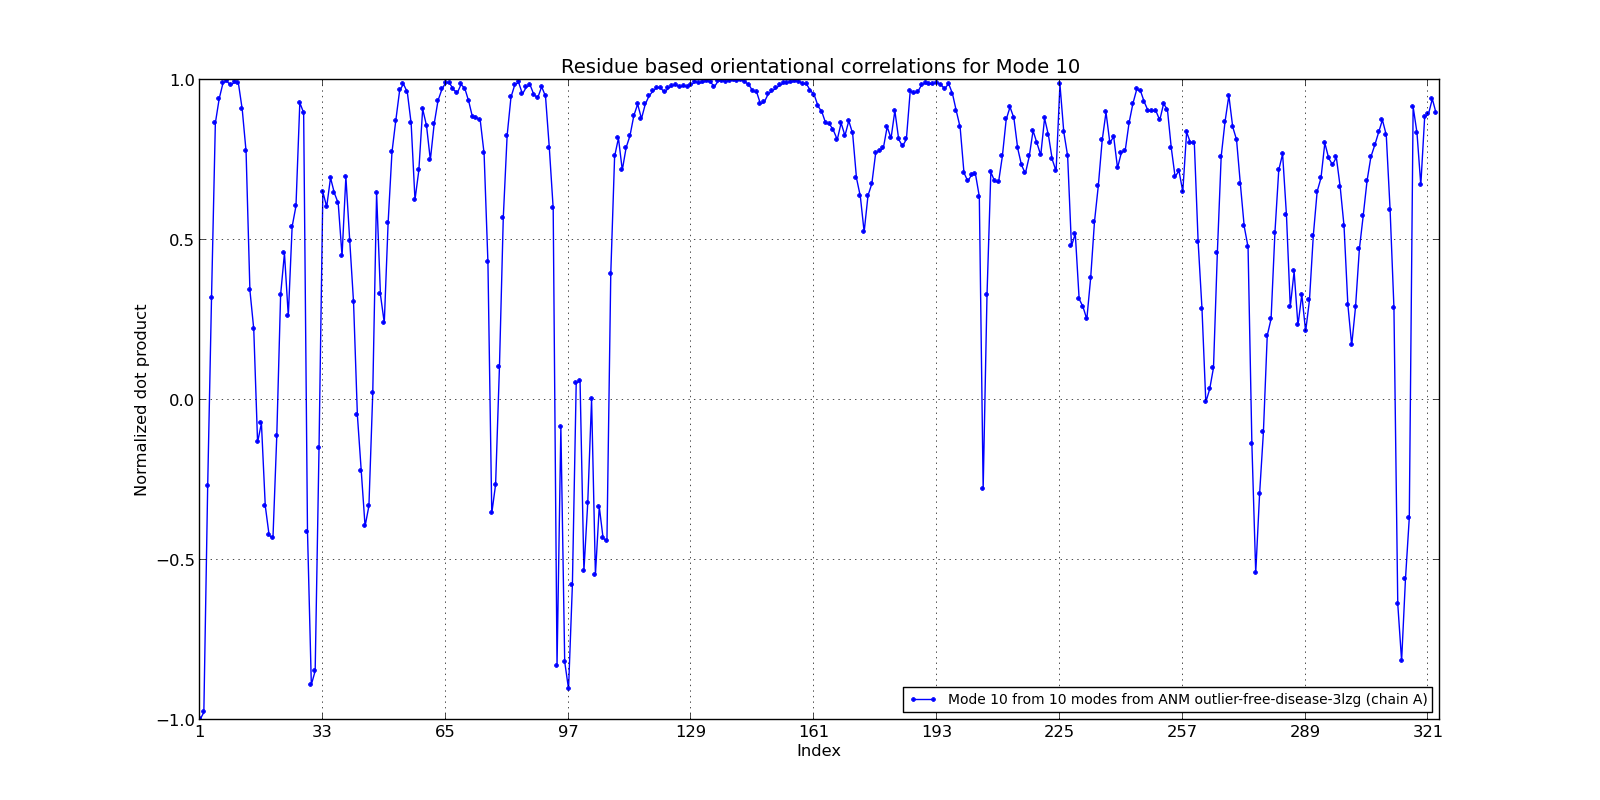 Residue based orientational correlations for Mode 10
Normalized dot product
1.0
0.5
0.0
−0.5
−1.0
Mode 10 from 10 modes from ANM outlier-free-disease-3lzg (chain A)
1 33 65 97 129 161 193 225 257 289 321
Index